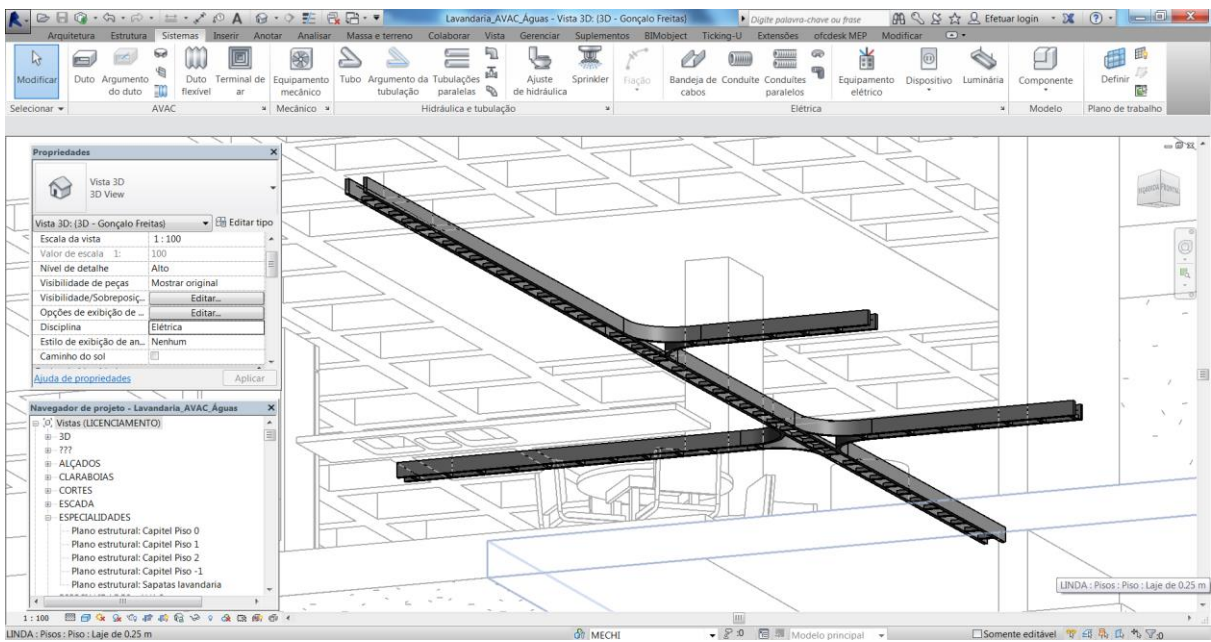 Lavandaria_AVAC_Águas - Vista 3D: {3D - Gonçalo Freitas}
Digite palavra-chave ou frase
Efetuar login
Arquitetura Estrutura Sistemas Inserir Anotar Analisar Massa e terreno Colaborar Vista Gerenciar Suplementos BIMobject Ticking-U Extensões ofcdesk MEP Modificar
Modificar Duto Argumento do duto Duto flexível Terminal de ar Equipamento mecânico Tubo Argumento da tubulação Tubulações paralelas Ajuste de hidráulica Sprinkler Fiação Bandeja de cabos Conduíte Conduítes paralelos Equipamento elétrico Dispositivo Luminária Componente Definir
Selecionar AVAC Mecânico Hidráulica e tubulação Elétrica Modelo Plano de trabalho
Propriedades
Vista 3D
3D View
Vista 3D: {3D - Gonçalo Freitas) Editar tipo
Escala da vista 1 : 100
Valor de escala 1: 100
Nível de detalhe Alto
Visibilidade de peças Mostrar original
Visibilidade/Sobreposiç... Editar...
Opções de exibição de ... Editar...
Disciplina Elétrica
Estilo de exibição de an... Nenhum
Caminho do sol
Ajuda de propriedades Aplicar
Navegador de projeto - Lavandaria_AVAC_Águas
Vistas (LICENCIAMENTO)
3D
???
ALÇADOS
CLARABOIAS
CORTES
ESCADA
ESPECIALIDADES
Plano estrutural: Capitel Piso 0
Plano estrutural: Capitel Piso 1
Plano estrutural: Capitel Piso 2
Plano estrutural: Capitel Piso -1
Plano estrutural: Sapatas lavandaria
LINDA : Pisos : Piso : Laje de 0.25 m
1 : 100
LINDA : Pisos : Piso : Laje de 0.25 m MECHI :0 Modelo principal Somente editável :0